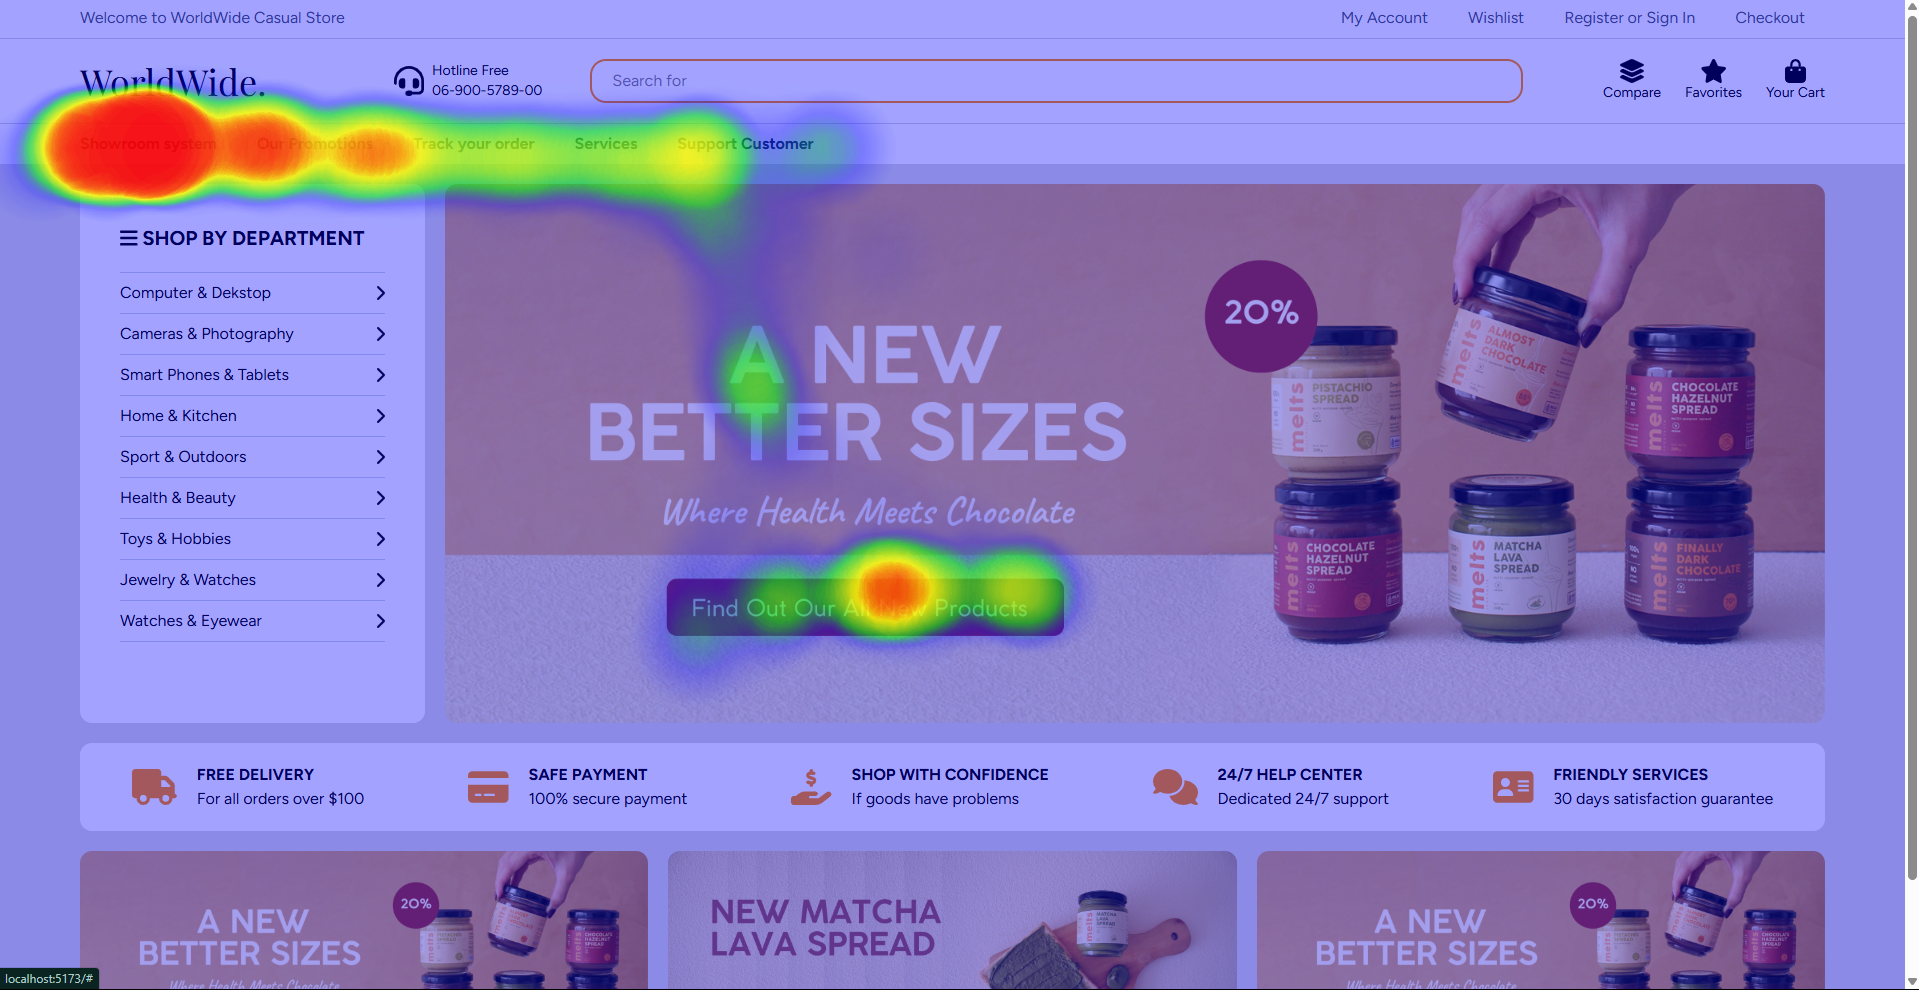 Welcome to WorldWide Casual Store
My Account
Wishlist
Register or Sign In
Checkout
WorldWide.
Hotline Free
06-900-5789-00
Search for
Compare
Favorites
Your Cart
Showroom system
Our Promotions
Track your order
Services
Support Customer
SHOP BY DEPARTMENT
Computer & Dekstop
Cameras & Photography
Smart Phones & Tablets
Home & Kitchen
Sport & Outdoors
Health & Beauty
Toys & Hobbies
Jewelry & Watches
Watches & Eyewear
A NEW
BETTER SIZES
Where Health Meets Chocolate
Find Out Our All New Products
20%
melts
PISTACHIO
SPREAD
melts
ALMOST
DARK
CHOCOLATE
melts
CHOCOLATE
HAZELNUT
SPREAD
melts
CHOCOLATE
HAZELNUT
SPREAD
melts
MATCHA
LAVA
SPREAD
melts
FINALLY
DARK
CHOCOLATE
FREE DELIVERY
For all orders over $100
SAFE PAYMENT
100% secure payment
SHOP WITH CONFIDENCE
If goods have problems
24/7 HELP CENTER
Dedicated 24/7 support
FRIENDLY SERVICES
30 days satisfaction guarantee
A NEW
BETTER SIZES
Where Health Meets Chocolate
20%
NEW MATCHA
LAVA SPREAD
A NEW
BETTER SIZES
Where Health Meets Chocolate
20%
localhost:5173/#